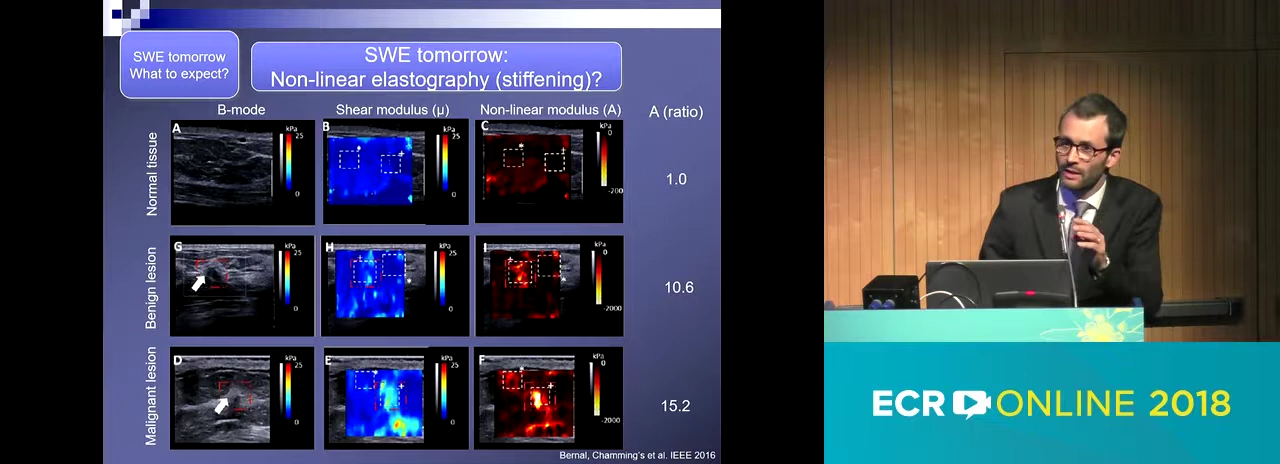 SWE tomorrow
What to expect?
SWE tomorrow:
Non-linear elastography (stiffening)?
B-mode
Shear modulus (μ)
Non-linear modulus (A)
A (ratio)
Normal tissue
A
kPa
25
0
B
kPa
25
0
C
kPa
0
-200
1.0
Benign lesion
G
kPa
25
0
H
kPa
25
0
I
kPa
0
-2000
10.6
Malignant lesion
D
kPa
25
0
E
kPa
25
0
F
kPa
0
-2000
15.2
Bernal, Chamming's et al. IEEE 2016
ECR ONLINE 2018